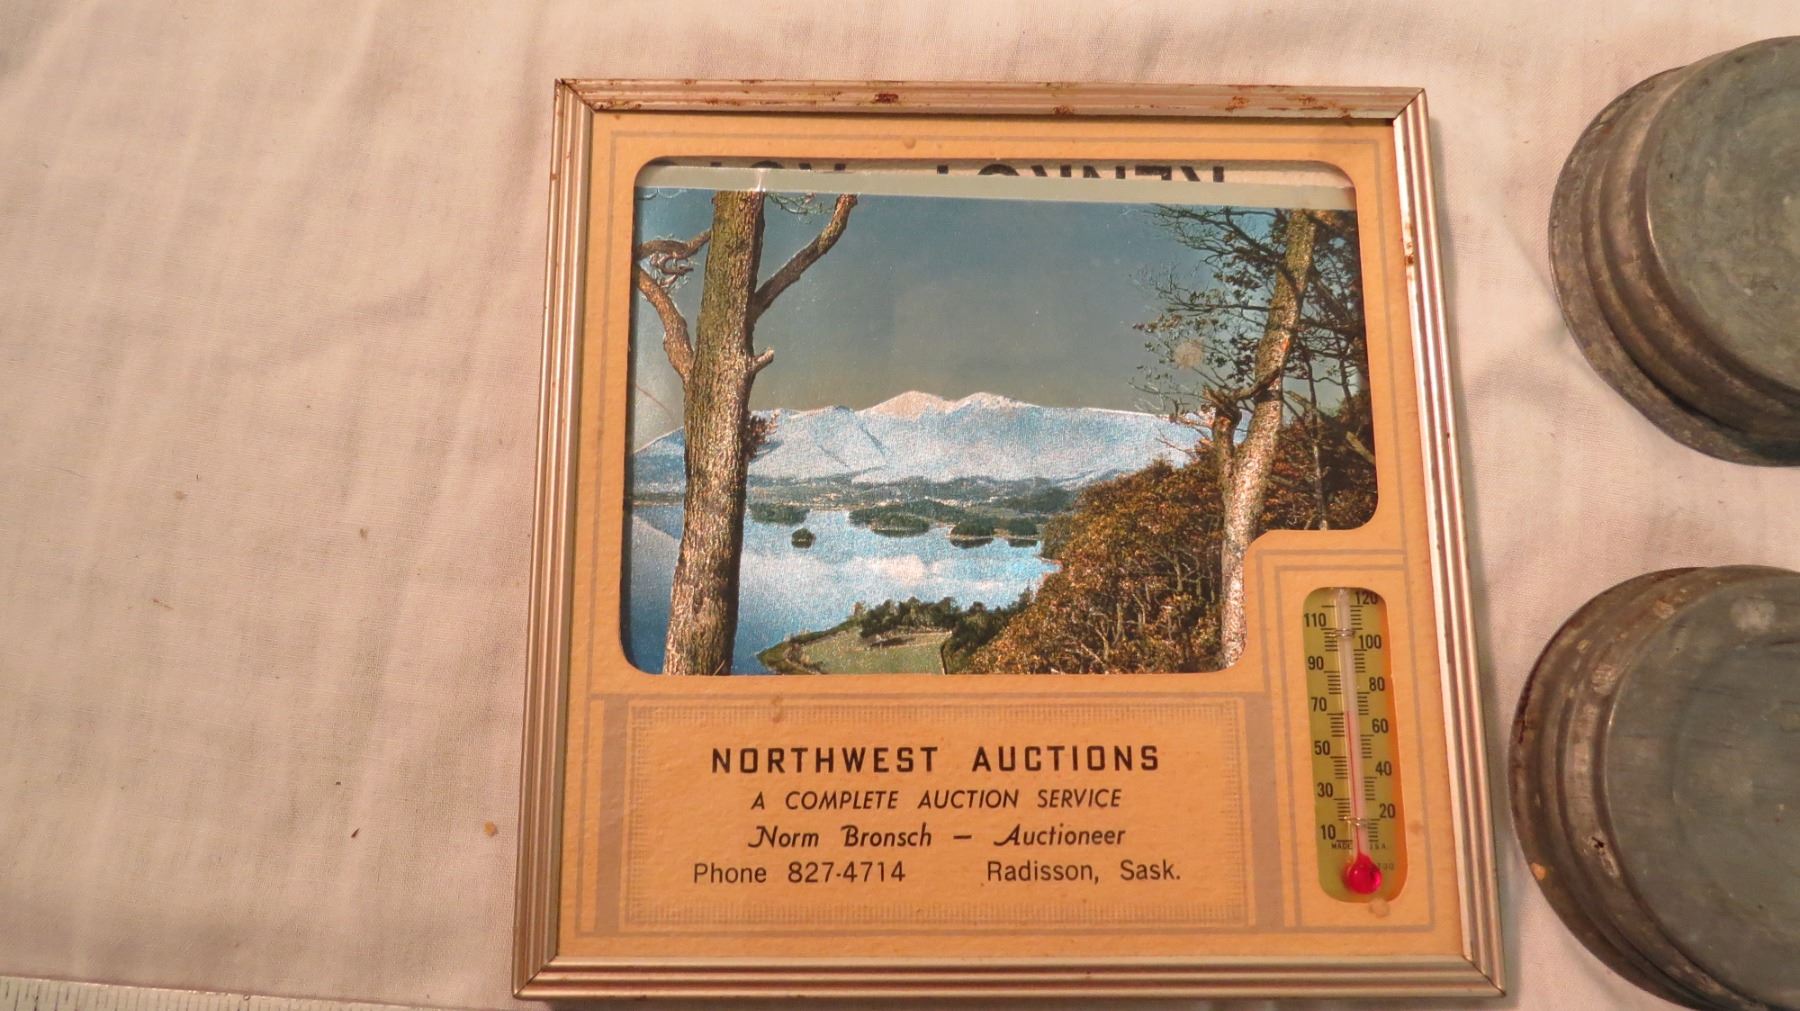 NORTHWEST AUCTIONS
A COMPLETE AUCTION SERVICE
Norm Bronsch — Auctioneer
Phone 827-4714 Radisson, Sask.
120
110
100
90
80
70
60
50
40
30
20
10
MADE U.S.A.